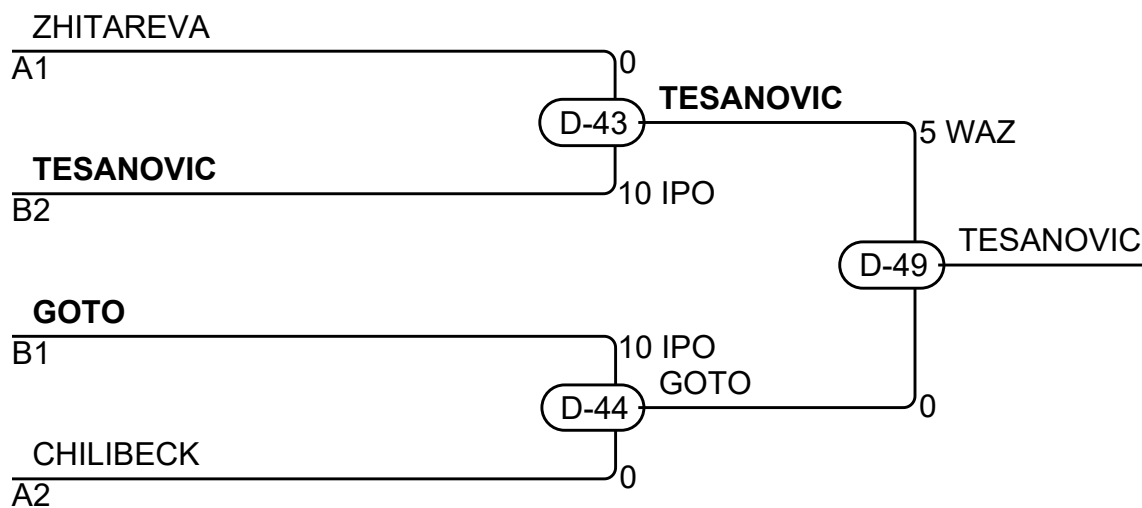 ZHITAREVA
A1
0
D-43
TESANOVIC
5 WAZ
TESANOVIC
B2
10 IPO
D-49
TESANOVIC
GOTO
B1
10 IPO
GOTO
D-44
0
CHILIBECK
A2
0